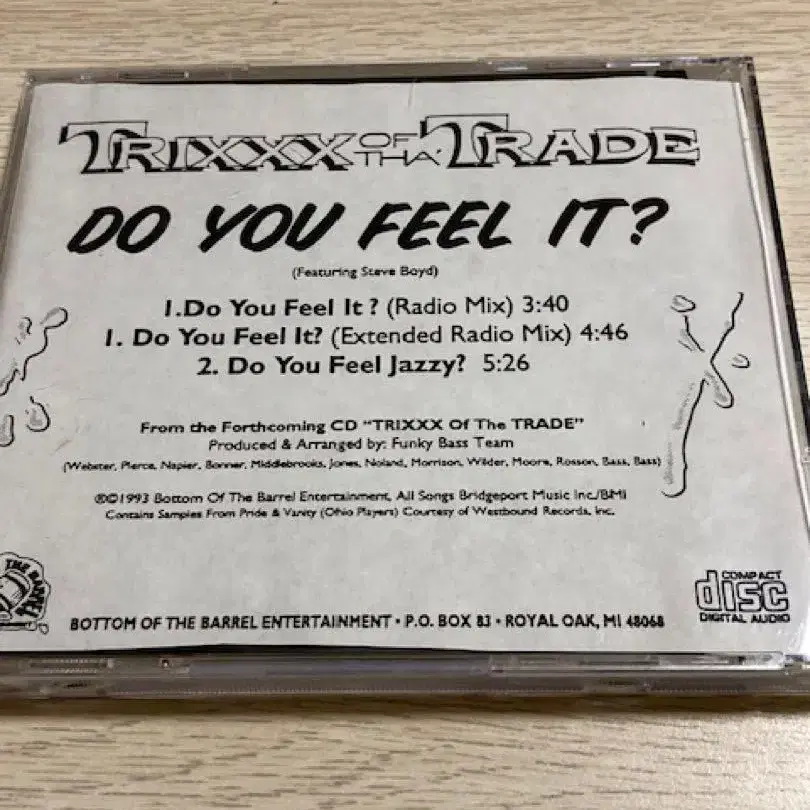 TRIXXX OF THA TRADE
DO YOU FEEL IT?
(Featuring Steve Boyd)
1.Do You Feel It ? (Radio Mix) 3:40
1. Do You Feel It? (Extended Radio Mix) 4:46
2. Do You Feel Jazzy? 5:26
From the Forthcoming CD "TRIXXX Of The TRADE"
Produced & Arranged by: Funky Bass Team
(Webster, Pierce, Napier, Bonner, Middlebrooks, Jones, Noland, Morrison, Wilder, Moore, Rosson, Bass, Bass)
℗©1993 Bottom Of The Barrel Entertainment, All Songs Bridgeport Music Inc./BMI
Contains Samples From Pride & Vanity (Ohio Players) Courtesy of Westbound Records, Inc.
THE BARREL
COMPACT
disc
DIGITAL AUDIO
BOTTOM OF THE BARREL ENTERTAINMENT • P.O. BOX 83 • ROYAL OAK, MI 48068